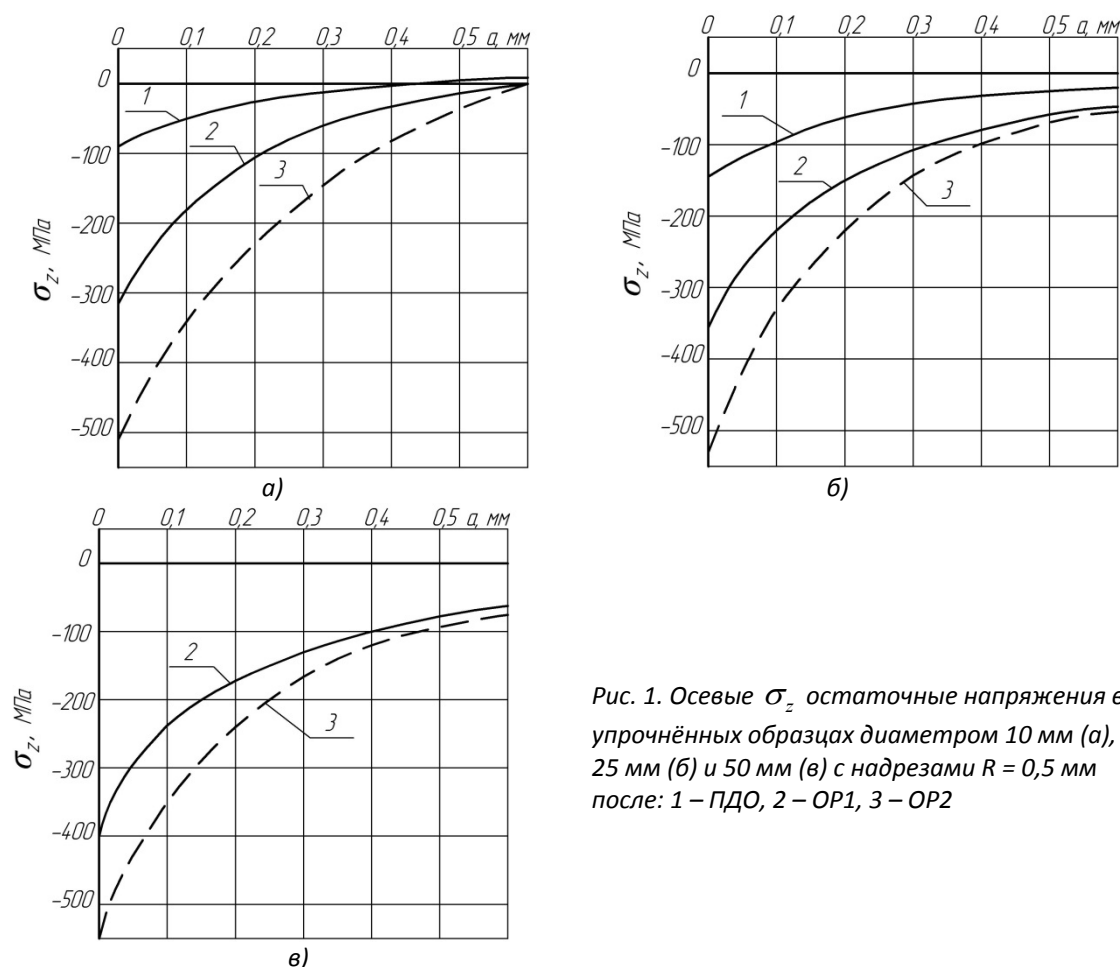 0 0,1 0,2 0,3 0,4 0,5 a, мм
0
-100
-200
-300
-400
-500
σz, МПа
1
2
3
а)
0 0,1 0,2 0,3 0,4 0,5 a, мм
0
-100
-200
-300
-400
-500
σz, МПа
1
2
3
б)
0 0,1 0,2 0,3 0,4 0,5 a, мм
0
-100
-200
-300
-400
-500
σz, МПа
2
3
в)
Рис. 1. Осевые σz остаточные напряжения в
упрочнённых образцах диаметром 10 мм (а),
25 мм (б) и 50 мм (в) с надрезами R = 0,5 мм
после: 1 – ПДО, 2 – ОР1, 3 – ОР2